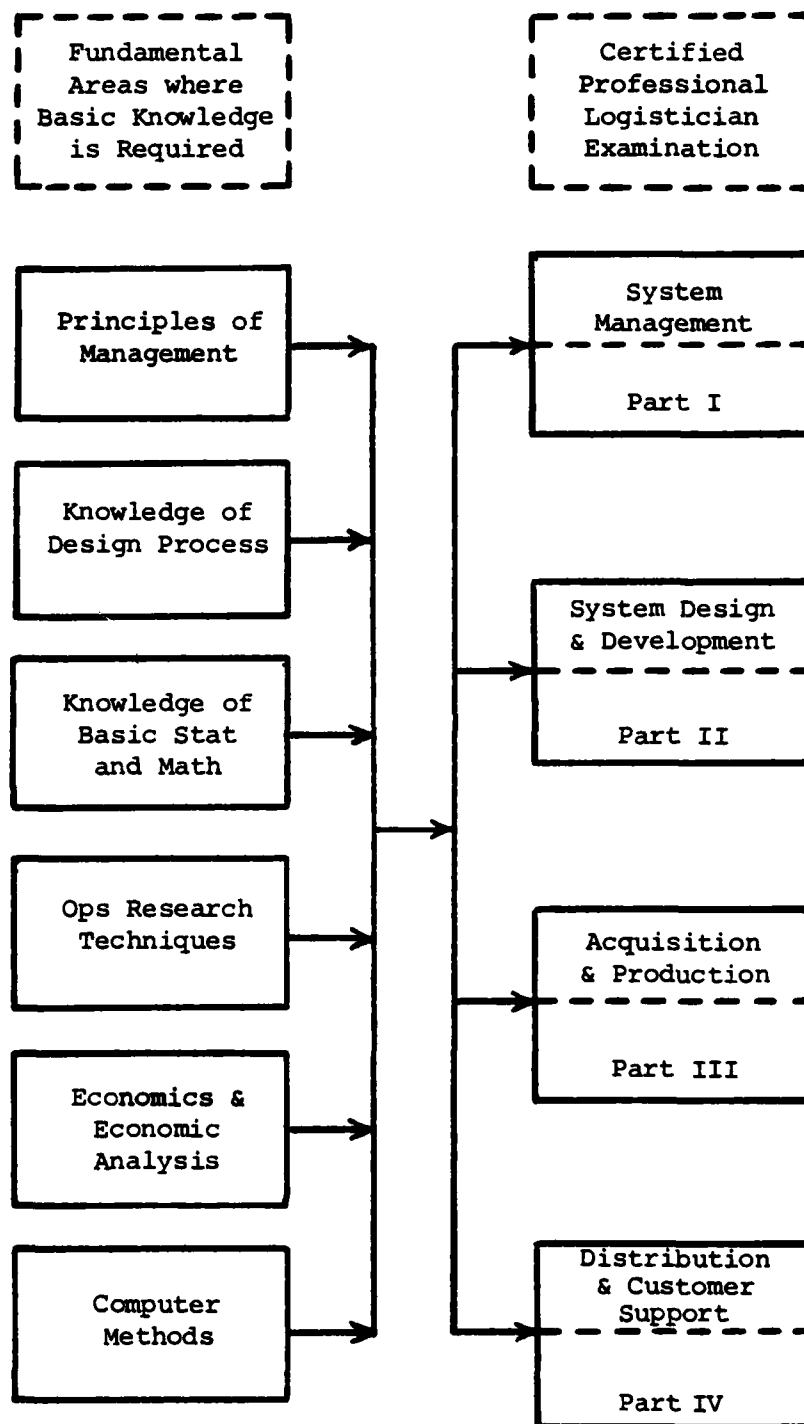 Fundamental
Areas where
Basic Knowledge
is Required
Certified
Professional
Logistician
Examination
Principles of
Management
Knowledge of
Design Process
Knowledge of
Basic Stat
and Math
Ops Research
Techniques
Economics &
Economic
Analysis
Computer
Methods
System
Management
Part I
System Design
& Development
Part II
Acquisition
& Production
Part III
Distribution
& Customer
Support
Part IV